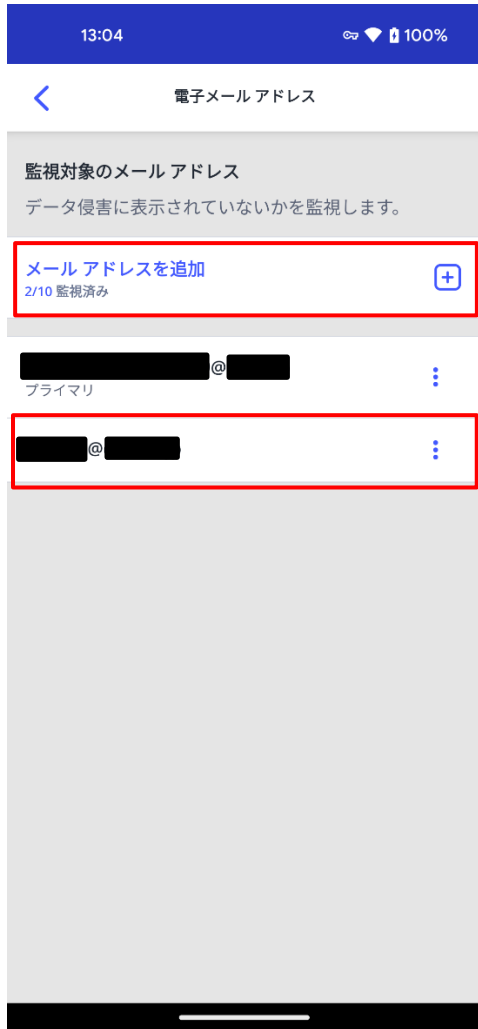 13:04 100%
電子メール アドレス
監視対象のメール アドレス
データ侵害に表示されていないかを監視します。
メール アドレスを追加
2/10 監視済み
@
プライマリ
@